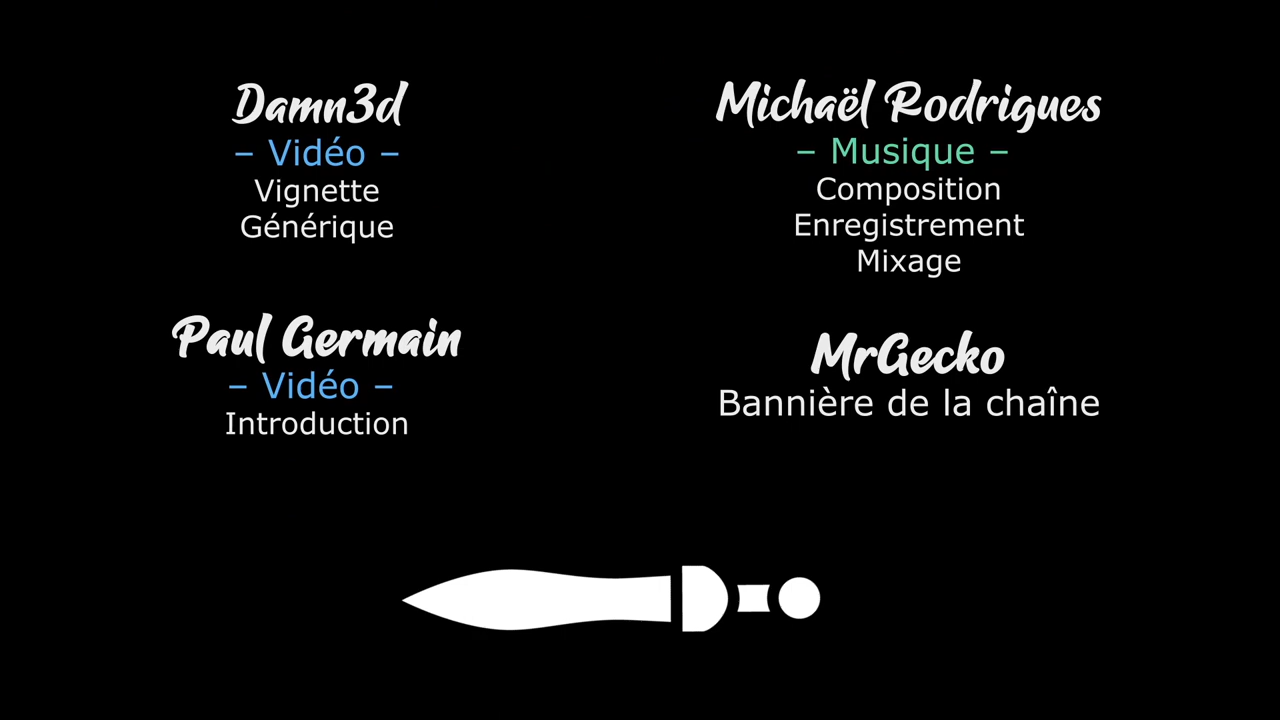 Damn3d
– Vidéo –
Vignette
Générique
Michaël Rodrigues
– Musique –
Composition
Enregistrement
Mixage
Paul Germain
– Vidéo –
Introduction
MrGecko
Bannière de la chaîne